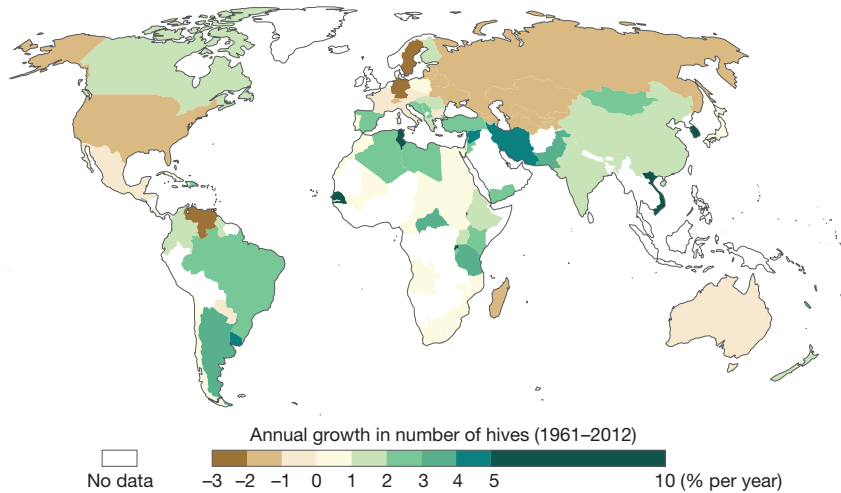 Annual growth in number of hives (1961–2012)
No data
–3 –2 –1 0 1 2 3 4 5 10 (% per year)